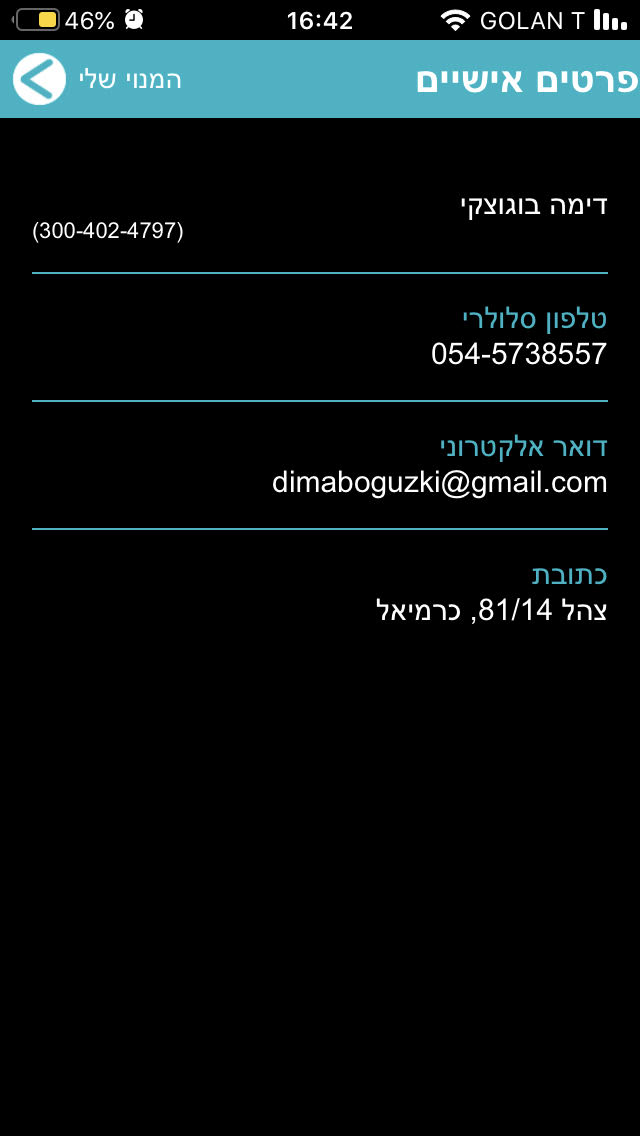 46% 16:42 GOLAN T
פרטים אישיים המנוי שלי
דימה בוגוצקי
(300-402-4797)
טלפון סלולרי
054-5738557
דואר אלקטרוני
dimaboguzki@gmail.com
כתובת
צהל 81/14, כרמיאל